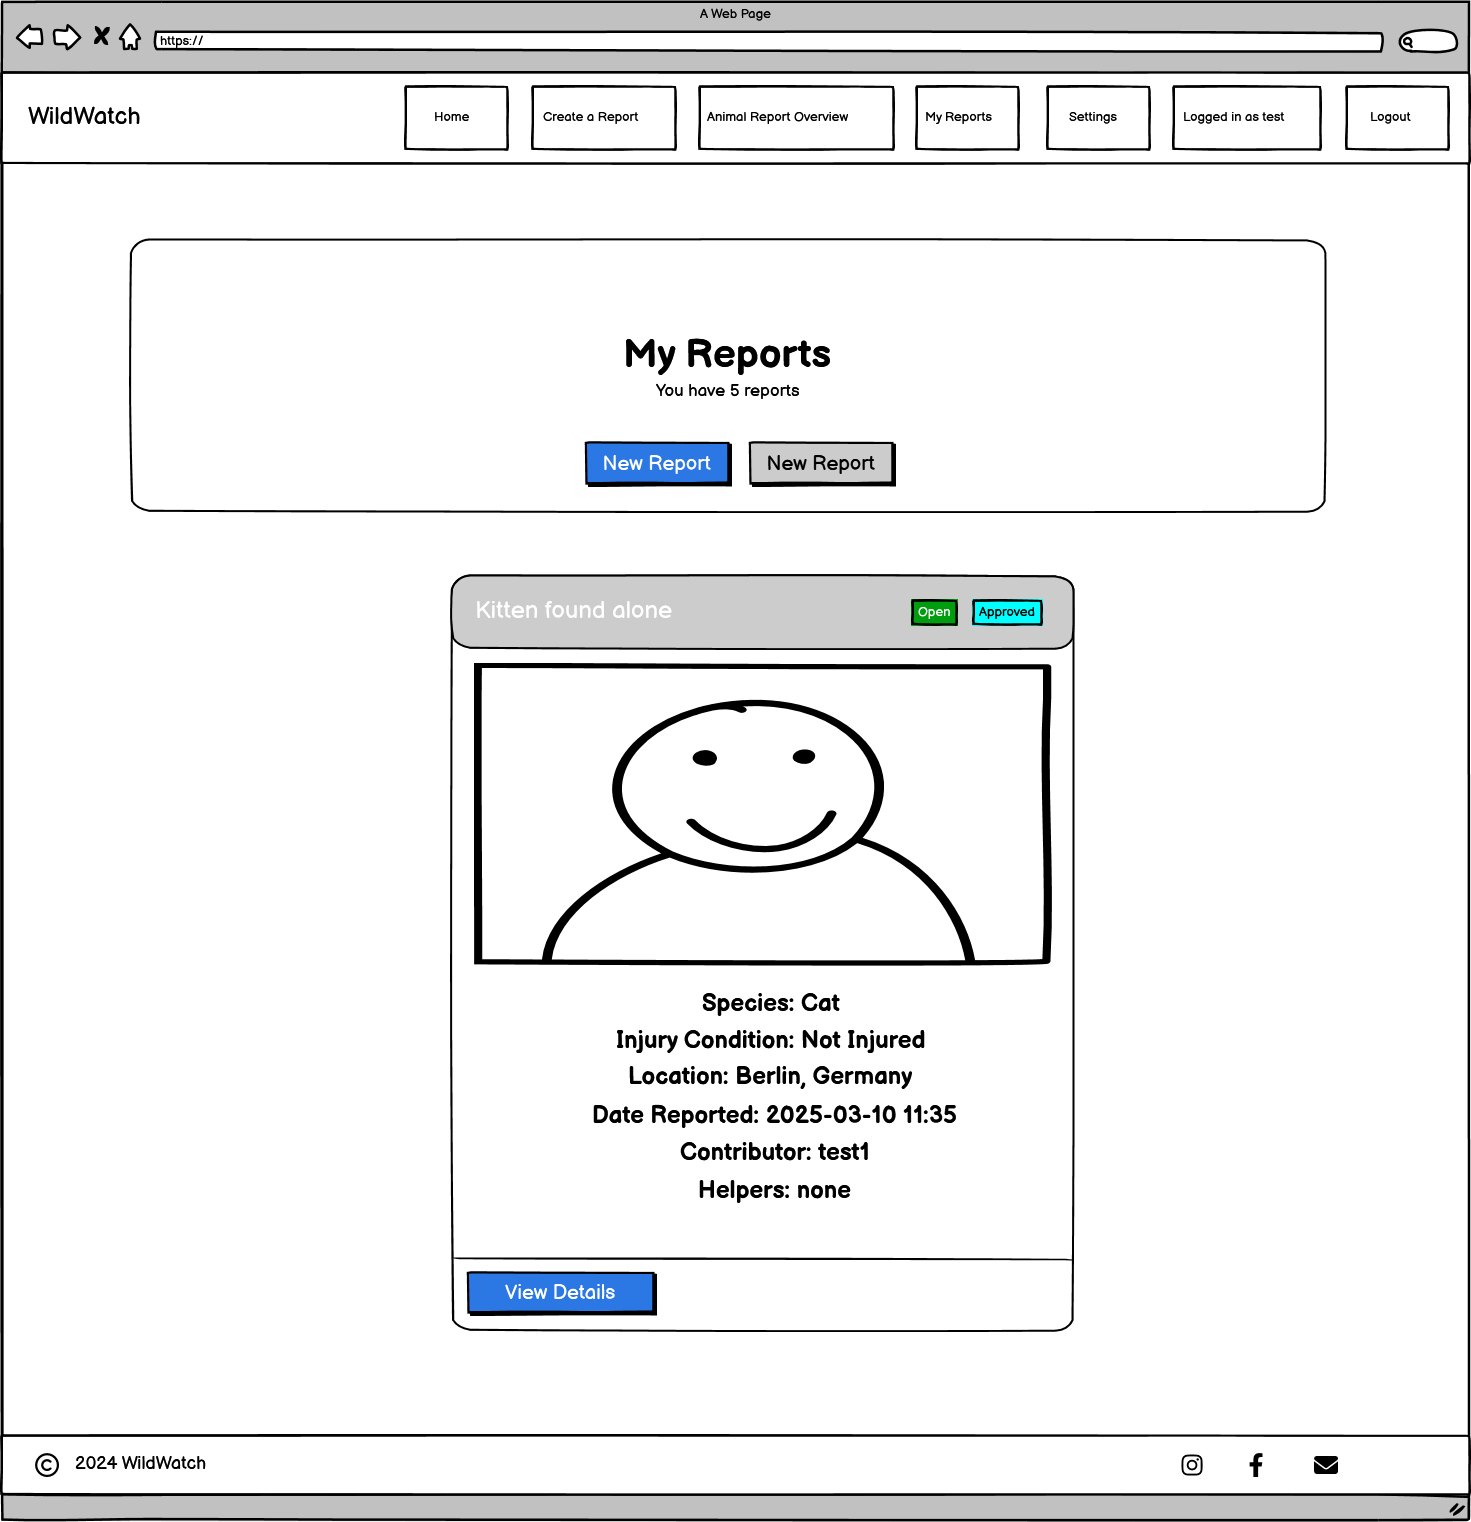 A Web Page
https://
WildWatch
Home
Create a Report
Animal Report Overview
My Reports
Settings
Logged in as test
Logout
My Reports
You have 5 reports
New Report
New Report
Kitten found alone
Open
Approved
Species: Cat
Injury Condition: Not Injured
Location: Berlin, Germany
Date Reported: 2025-03-10 11:35
Contributor: test1
Helpers: none
View Details
© 2024 WildWatch